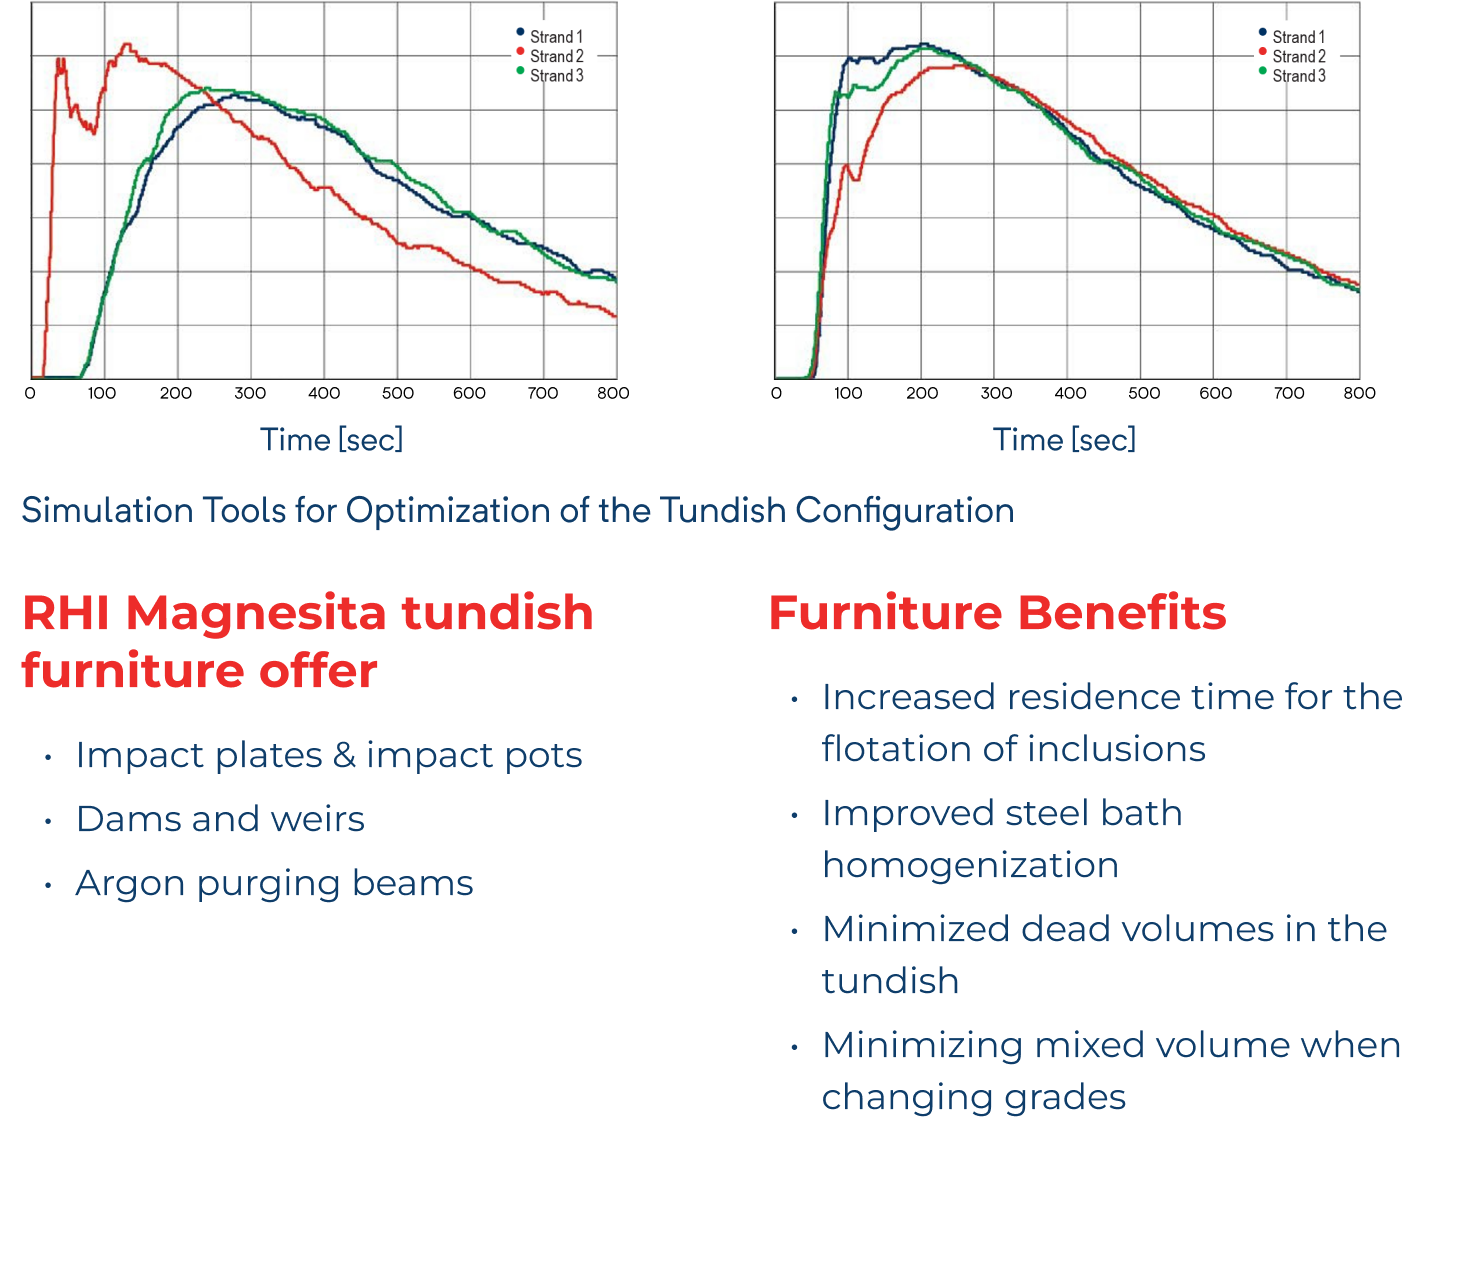 Strand 1
Strand 2
Strand 3
0 100 200 300 400 500 600 700 800
Time [sec]
Strand 1
Strand 2
Strand 3
0 100 200 300 400 500 600 700 800
Time [sec]
Simulation Tools for Optimization of the Tundish Configuration
RHI Magnesita tundish
furniture offer
• Impact plates & impact pots
• Dams and weirs
• Argon purging beams
Furniture Benefits
• Increased residence time for the
flotation of inclusions
• Improved steel bath
homogenization
• Minimized dead volumes in the
tundish
• Minimizing mixed volume when
changing grades